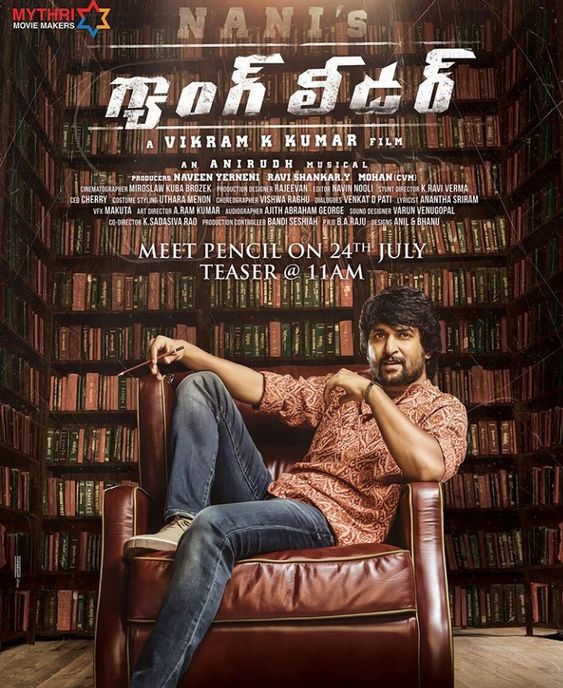 MYTHRI
MOVIE MAKERS
NANI'S
గ్యాంగ్ లీడర్
A VIKRAM K KUMAR FILM
AN ANIRUDH MUSICAL
PRODUCERS NAVEEN YERNENI RAVI SHANKAR.Y MOHAN(CVM)
CINEMATOGRAPHER MIROSLAW KUBA BROZEK PRODUCTION DESIGNER RAJEEVAN EDITOR NAVIN NOOLI STUNT DIRECTOR K.RAVI VERMA
CEO CHERRY COSTUME STYLING UTHARA MENON CHOREOGRAPHER VISHWA RAGHU DIALOGUES VENKAT D PATI LYRICIST ANANTHA SRIRAM
VFX MAKUTA ART DIRECTOR A.RAM KUMAR AUDIOGRAPHER AJITH ABRAHAM GEORGE SOUND DESIGNER VARUN VENUGOPAL
CO-DIRECTOR K.SADASIVA RAO PRODUCTION CONTROLLER BANDI SESHIAH P.R.O B.A.RAJU DESIGNS ANIL & BHANU
MEET PENCIL ON 24TH JULY
TEASER @ 11AM